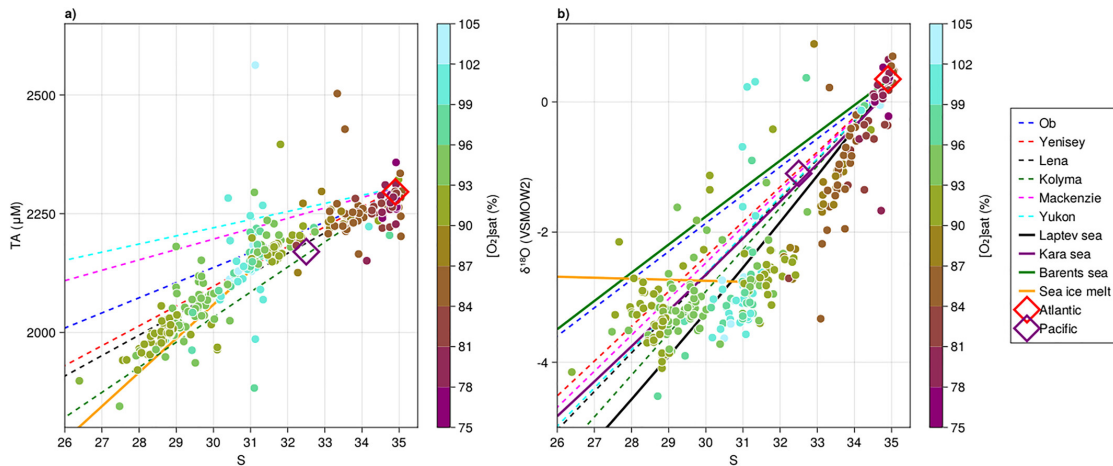 a)
TA (μM)
2500
2250
2000
26 27 28 29 30 31 32 33 34 35
S
[O₂]sat (%)
105
102
99
96
93
90
87
84
81
78
75
b)
δ¹⁸O (VSMOW2)
0
-2
-4
26 27 28 29 30 31 32 33 34 35
S
[O₂]sat (%)
105
102
99
96
93
90
87
84
81
78
75
Ob
Yenisey
Lena
Kolyma
Mackenzie
Yukon
Laptev sea
Kara sea
Barents sea
Sea ice melt
Atlantic
Pacific